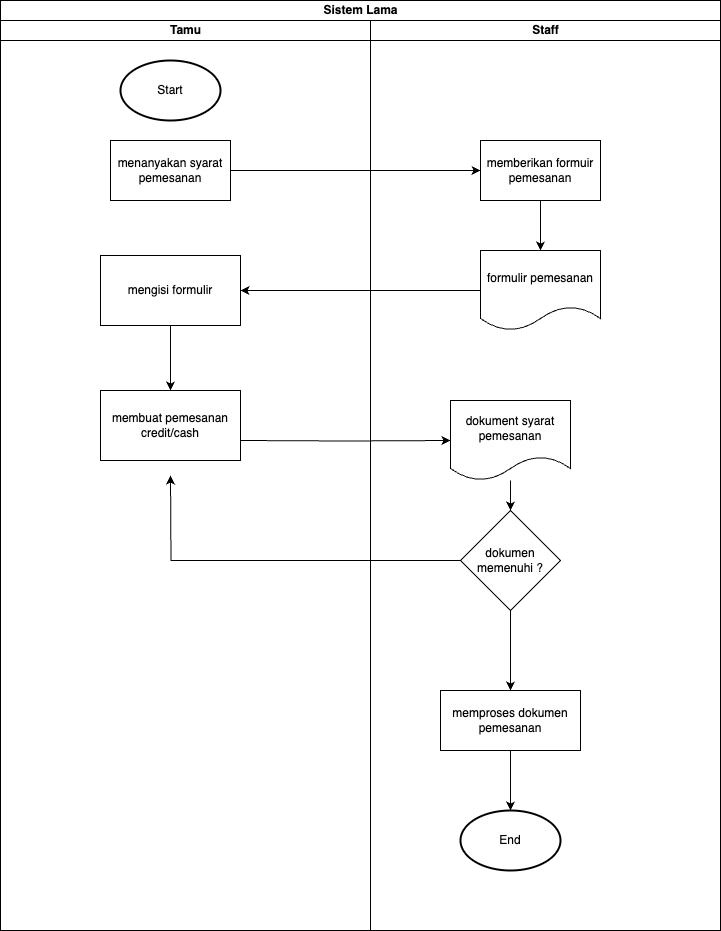 Sistem Lama
Tamu
Staff
Start
menanyakan syarat
pemesanan
memberikan formuir
pemesanan
formulir pemesanan
mengisi formulir
membuat pemesanan
credit/cash
dokument syarat
pemesanan
dokumen
memenuhi ?
memproses dokumen
pemesanan
End